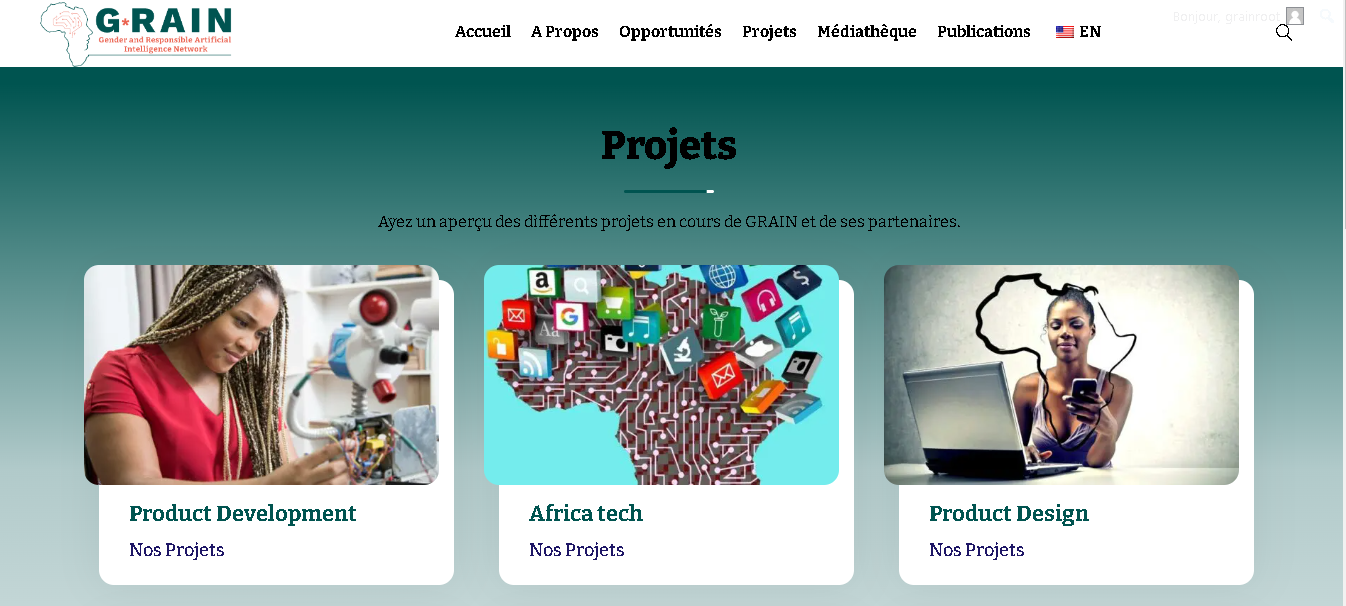 G*RAIN
Gender and Responsible Artificial
Intelligence Network
Accueil A Propos Opportunités Projets Médiathèque Publications EN
Bonjour, grainroot
Projets
Ayez un aperçu des différents projets en cours de GRAIN et de ses partenaires.
a
G
Aa
$
Product Development
Nos Projets
Africa tech
Nos Projets
Product Design
Nos Projets